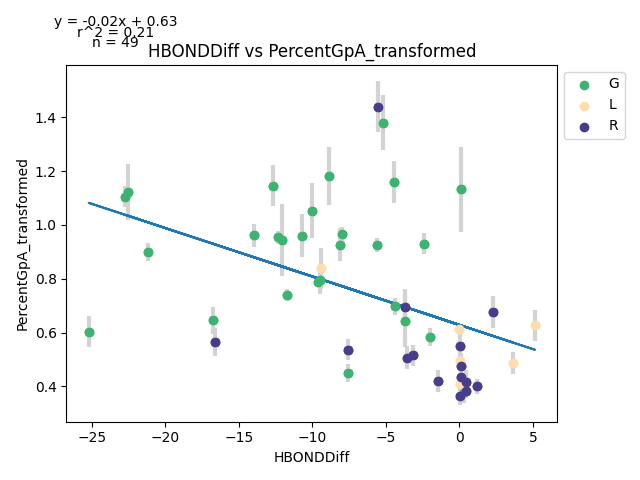 y = -0.02x + 0.63
r^2 = 0.21
n = 49
HBONDDiff vs PercentGpA_transformed
G
L
R
PercentGpA_transformed
1.4
1.2
1.0
0.8
0.6
0.4
−25
−20
−15
−10
−5
0
5
HBONDDiff